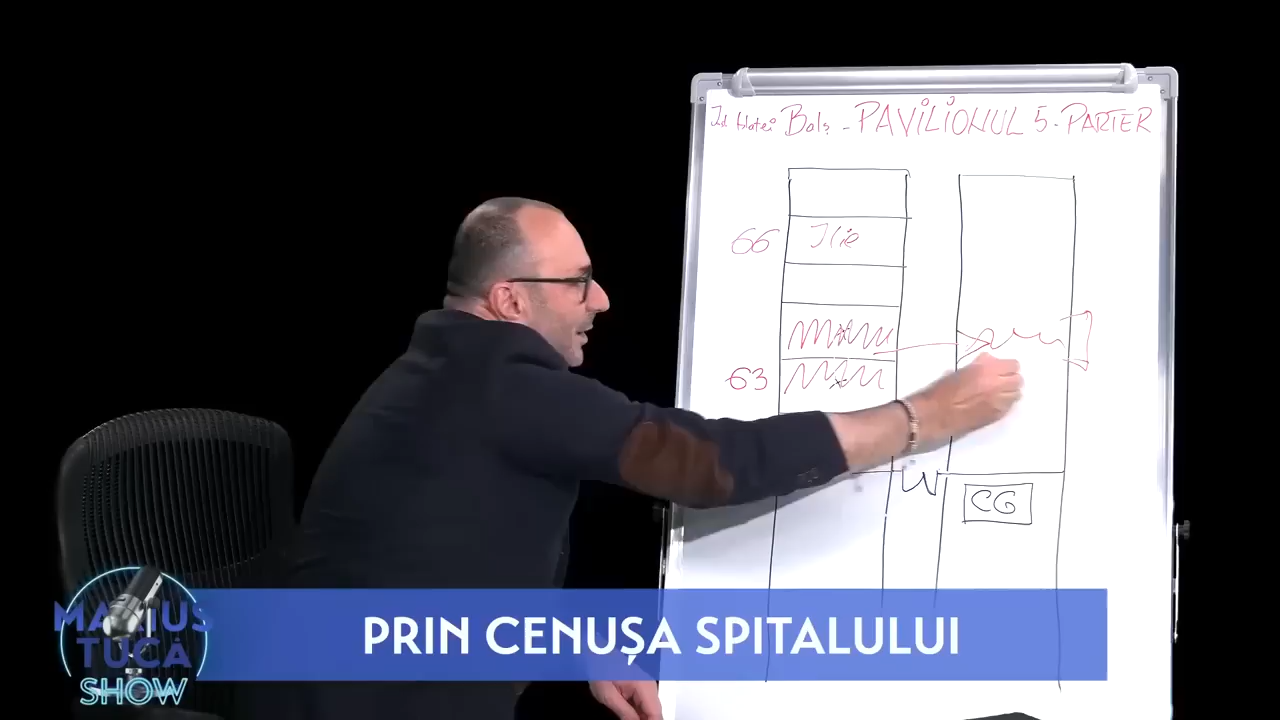 Matei Balș - PAVILIONUL 5 - PARTER
66 Ilie
63
CG
MARIUS
TUCĂ
SHOW
PRIN CENUȘA SPITALULUI